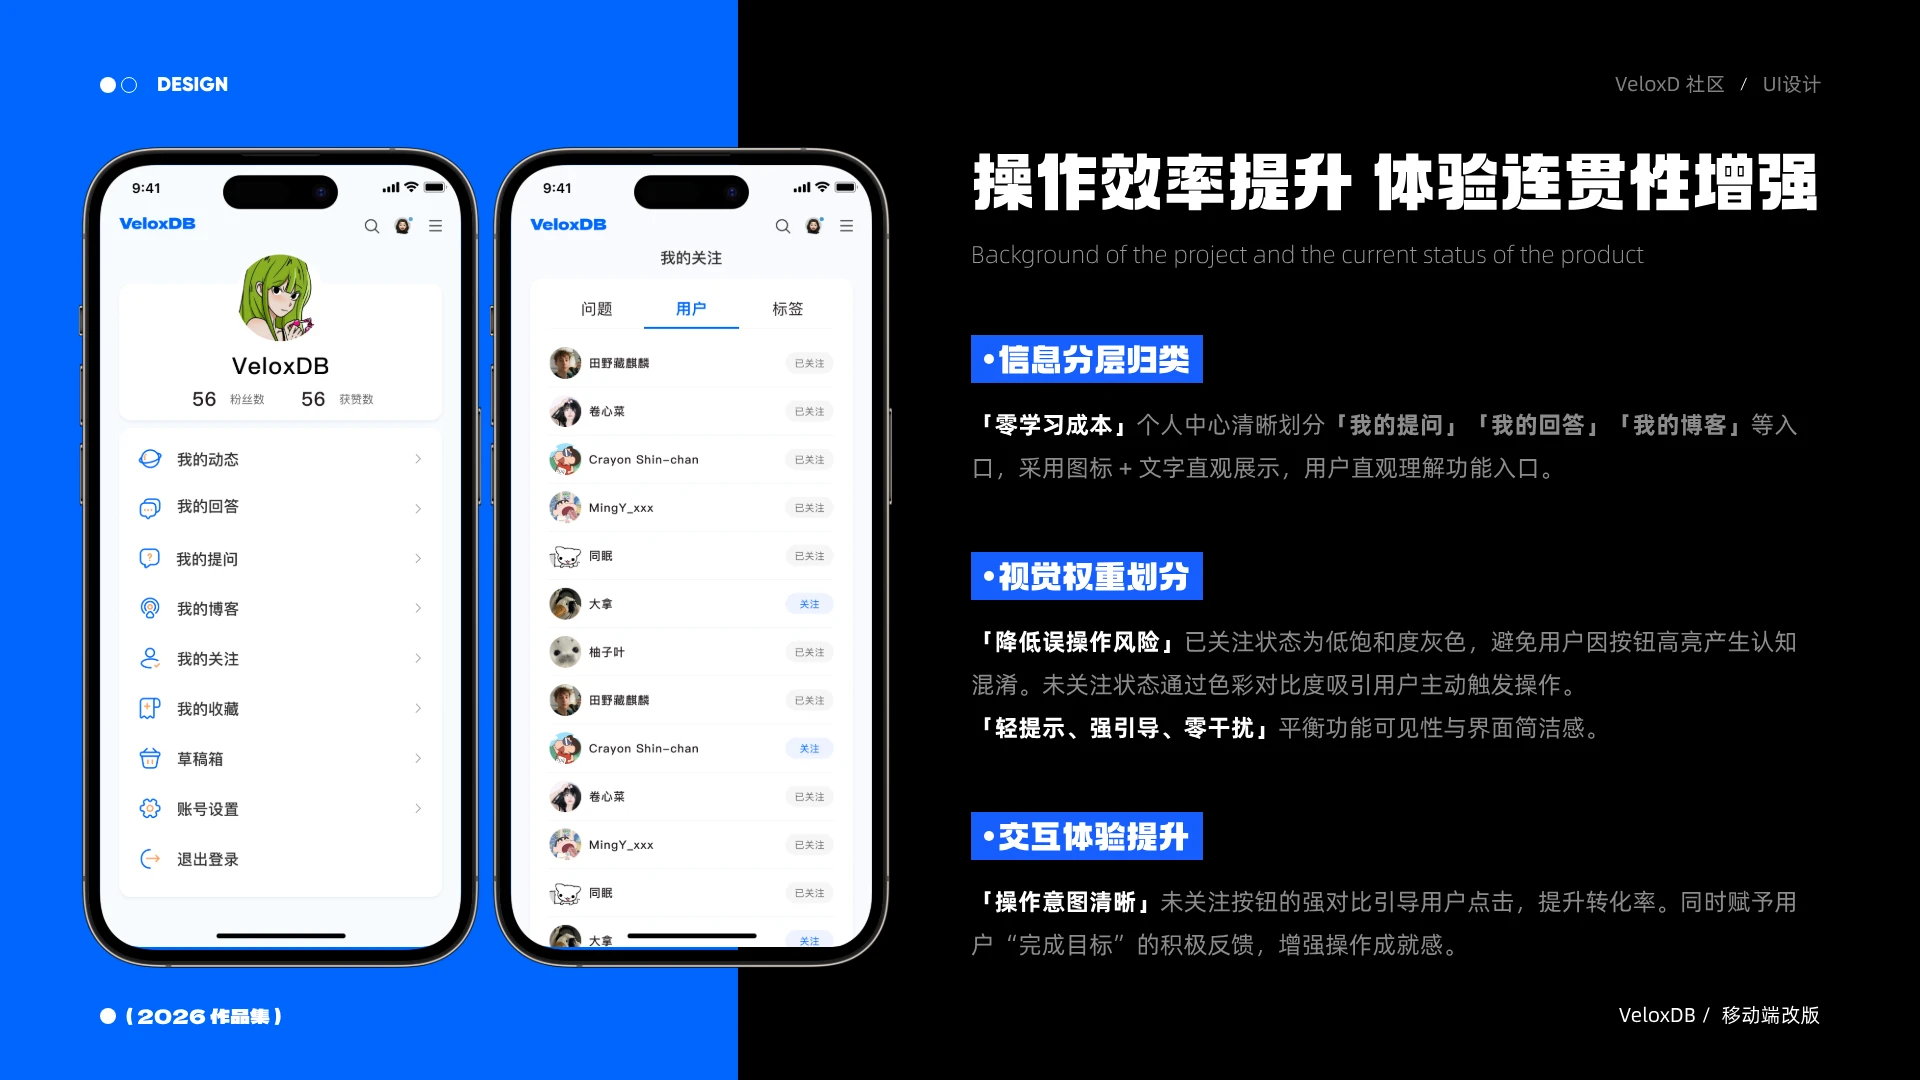 DESIGN
VeloxD 社区 / UI设计
9:41
VeloxDB
VeloxDB
56 粉丝数 56 获赞数
我的动态
我的回答
我的提问
我的博客
我的关注
我的收藏
草稿箱
账号设置
退出登录
9:41
VeloxDB
我的关注
问题 用户 标签
田野藏麒麟 已关注
卷心菜 已关注
Crayon Shin-chan 已关注
MingY_xxx 已关注
同眠 已关注
大拿 关注
柚子叶 已关注
田野藏麒麟 已关注
Crayon Shin-chan 关注
卷心菜 已关注
MingY_xxx 已关注
同眠 已关注
大拿 关注
操作效率提升 体验连贯性增强
Background of the project and the current status of the product
•信息分层归类
「零学习成本」个人中心清晰划分「我的提问」「我的回答」「我的博客」等入
口，采用图标 + 文字直观展示，用户直观理解功能入口。
•视觉权重划分
「降低误操作风险」已关注状态为低饱和度灰色，避免用户因按钮高亮产生认知
混淆。未关注状态通过色彩对比度吸引用户主动触发操作。
「轻提示、强引导、零干扰」平衡功能可见性与界面简洁感。
•交互体验提升
「操作意图清晰」未关注按钮的强对比引导用户点击，提升转化率。同时赋予用
户“完成目标”的积极反馈，增强操作成就感。
(2026 作品集)
VeloxDB / 移动端改版